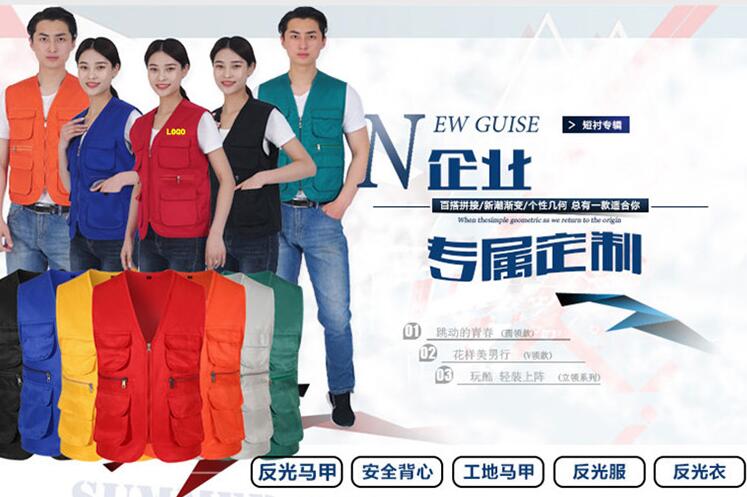 LOGO
NEW GUISE
> 短衬专辑
企业
百搭拼接/新潮渐变/个性几何 总有一款适合你
When thesimple geometric as we return to the origin
专属定制
01 跳动的青春 (圆领款)
02 花样美男行 (V领款)
03 玩酷 轻装上阵 (立领系列)
反光马甲
安全背心
工地马甲
反光服
反光衣